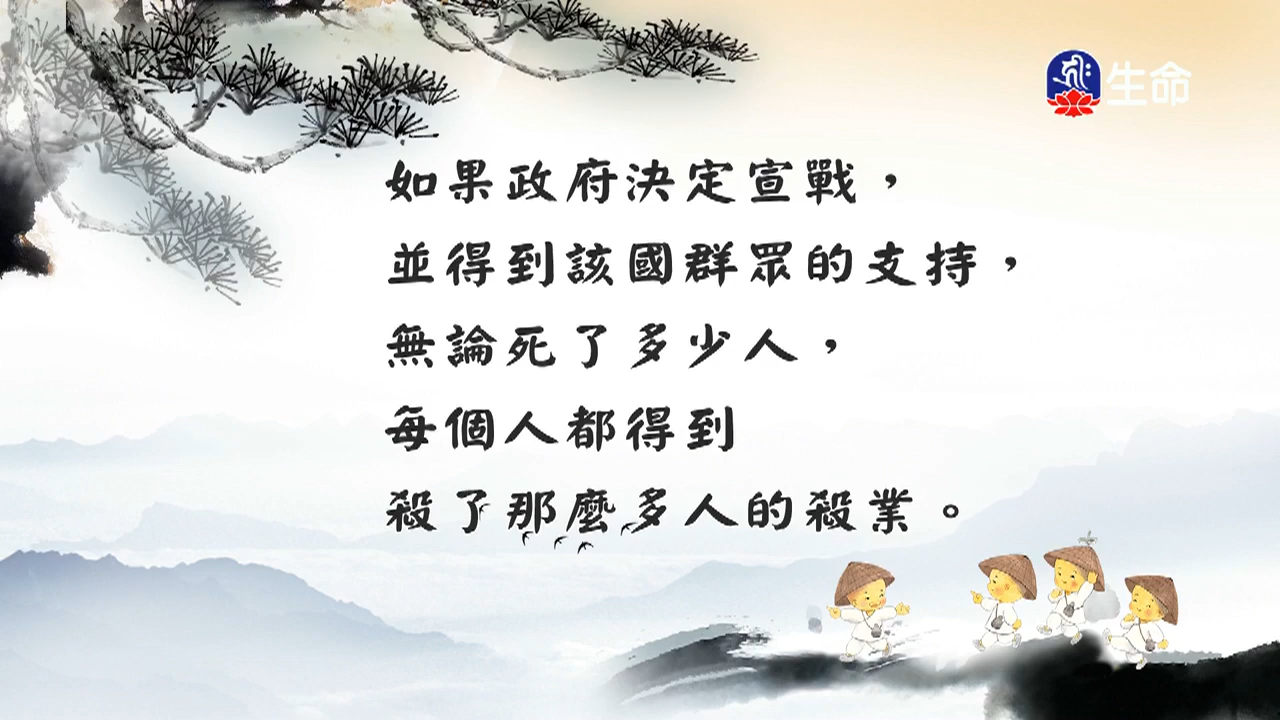 生命
如果政府決定宣戰，
並得到該國群眾的支持，
無論死了多少人，
每個人都得到
殺了那麼多人的殺業。